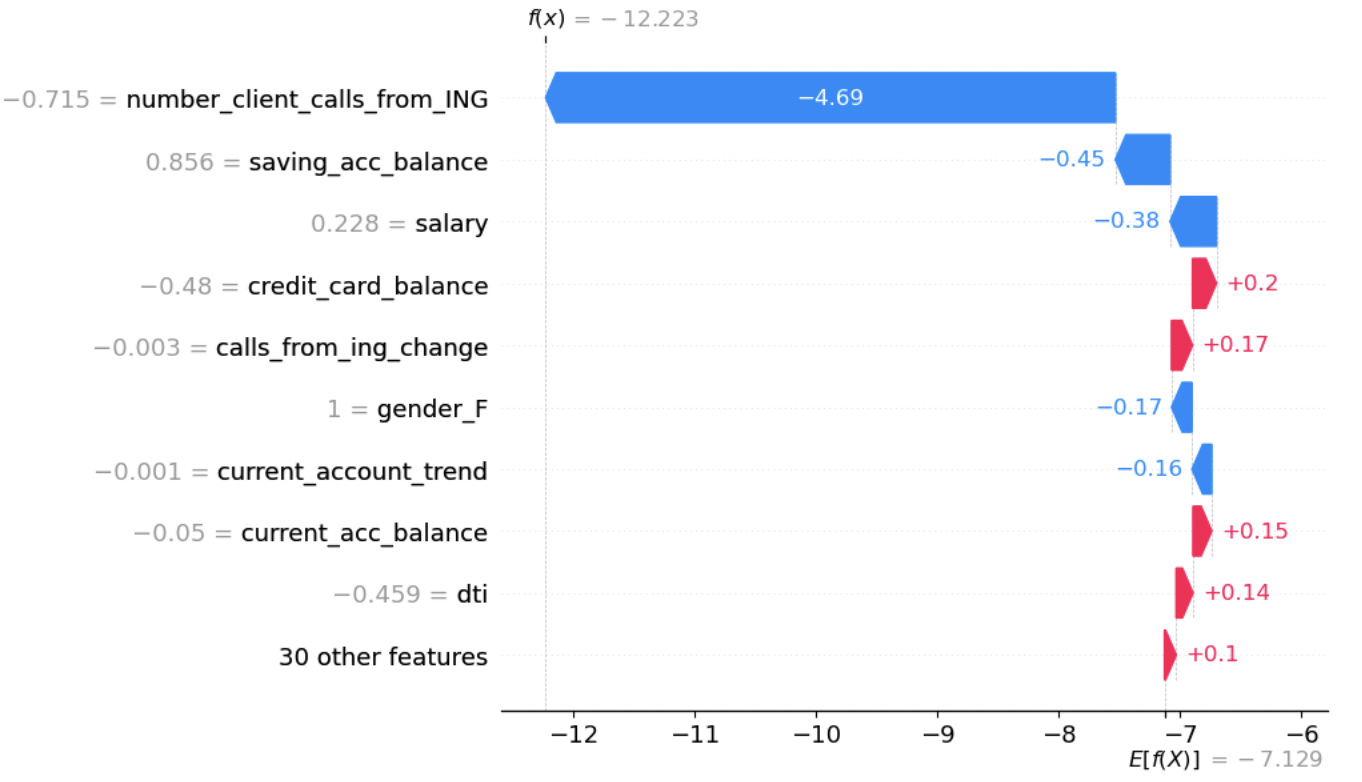 f(x) = −12.223
−0.715 = number_client_calls_from_ING −4.69
0.856 = saving_acc_balance −0.45
0.228 = salary −0.38
−0.48 = credit_card_balance +0.2
−0.003 = calls_from_ing_change +0.17
1 = gender_F −0.17
−0.001 = current_account_trend −0.16
−0.05 = current_acc_balance +0.15
−0.459 = dti +0.14
30 other features +0.1
−12 −11 −10 −9 −8 −7 −6
E[f(X)] = −7.129